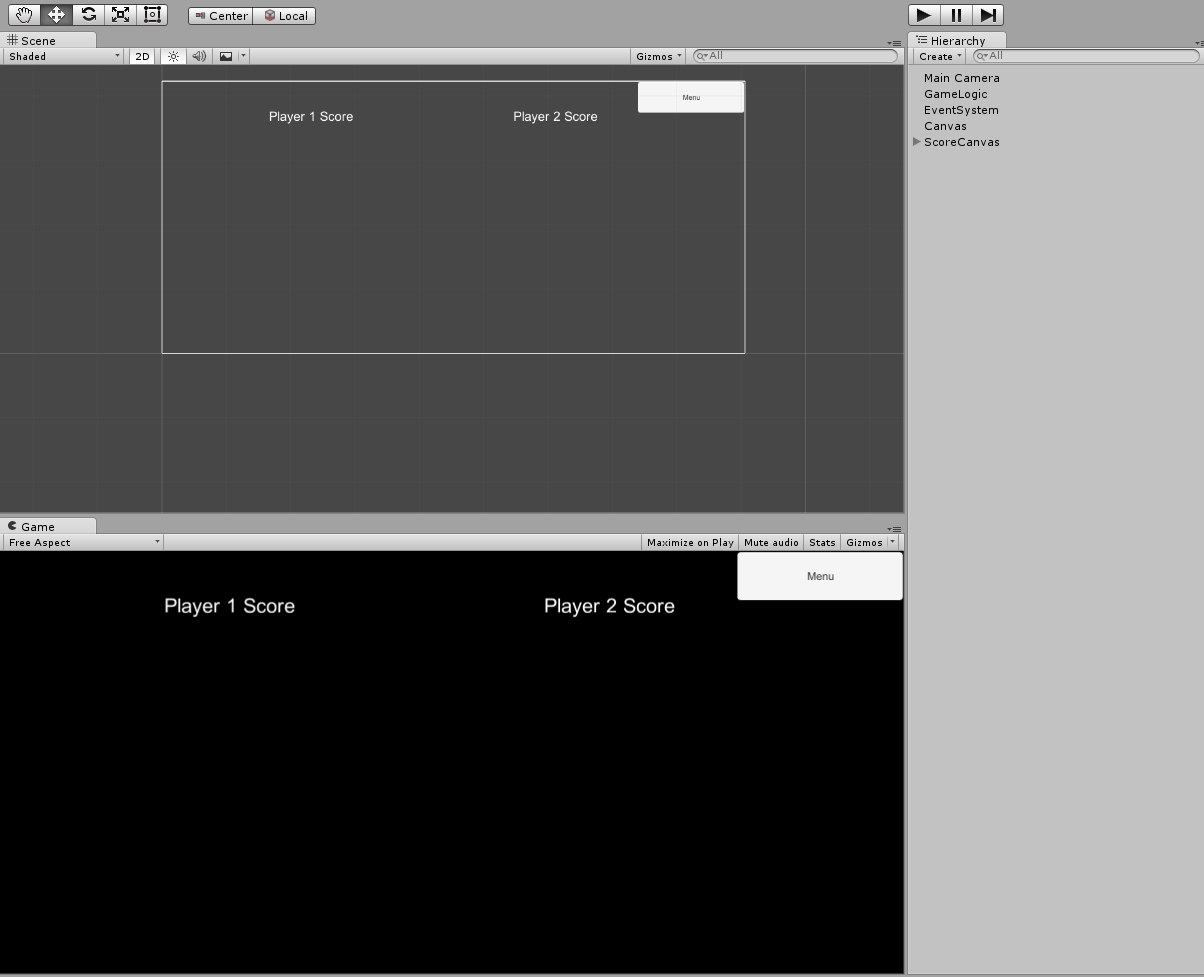 Center Local
Scene
Shaded 2D Gizmos All
Player 1 Score Player 2 Score Menu
Game
Free Aspect Maximize on Play Mute audio Stats Gizmos
Player 1 Score Player 2 Score Menu
Hierarchy
Create All
Main Camera
GameLogic
EventSystem
Canvas
ScoreCanvas